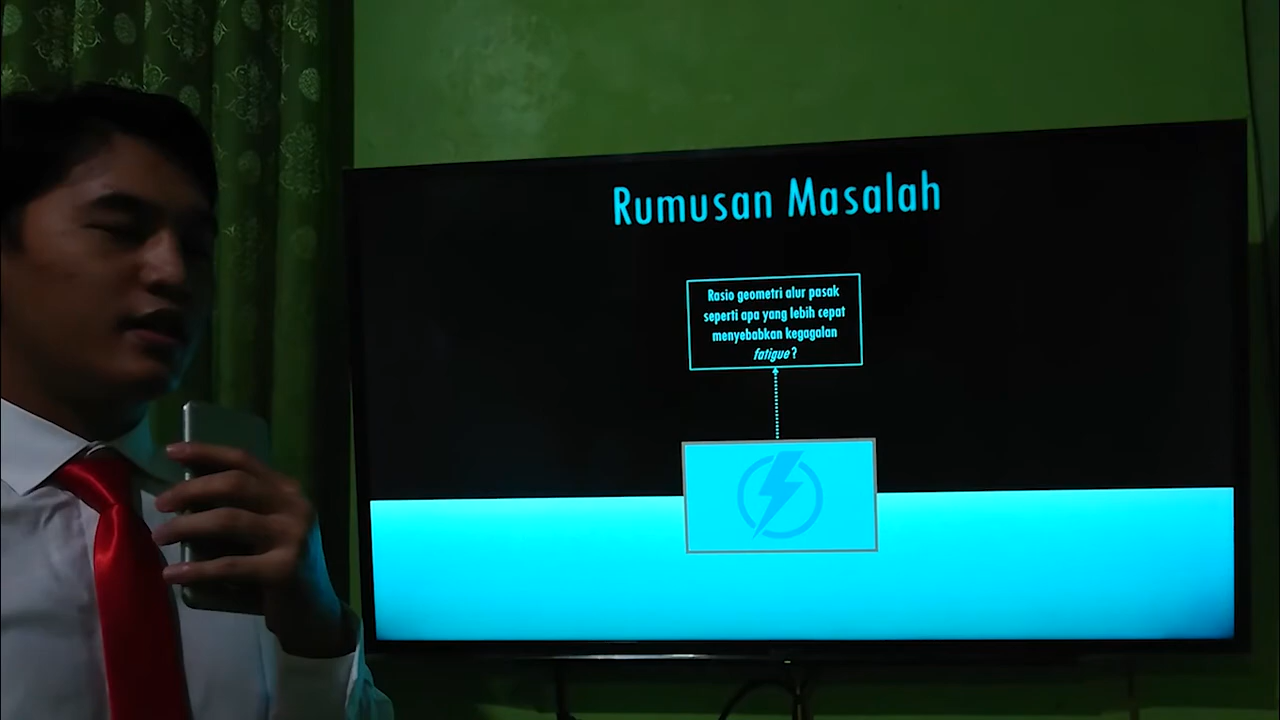 Rumusan Masalah
Rasio geometri alur pasak
seperti apa yang lebih cepat
menyebabkan kegagalan
fatigue?